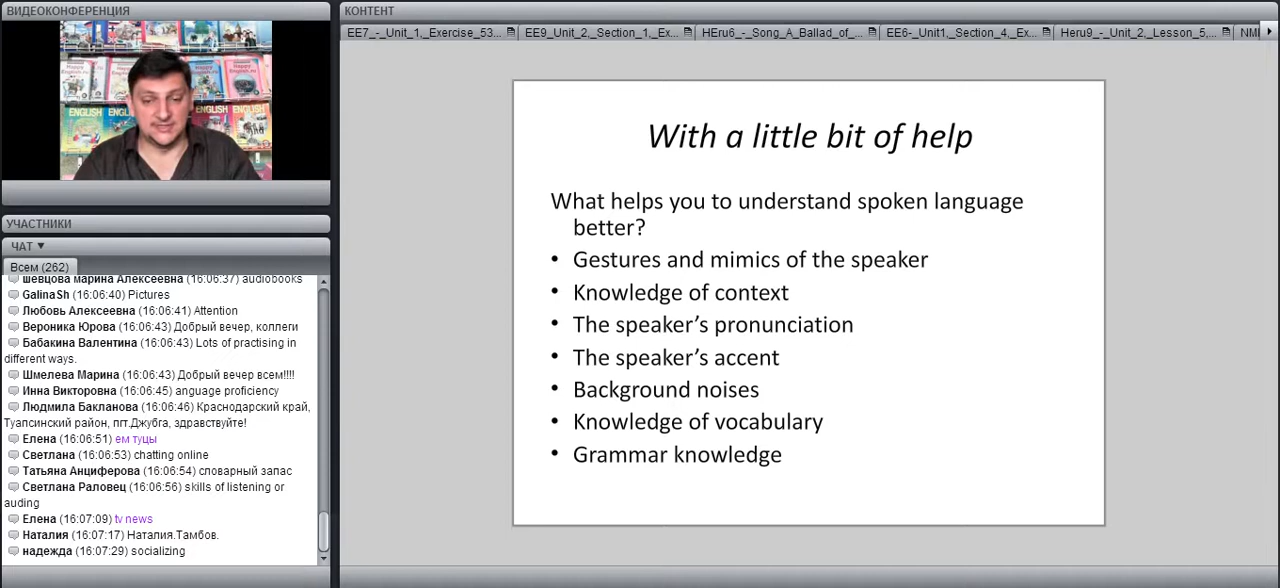 ВИДЕОКОНФЕРЕНЦИЯ
УЧАСТНИКИ
ЧАТ ▼
Всем (262)
шевцова марина Алексеевна (16:06:37) audiobooks
GalinaSh (16:06:40) Pictures
Любовь Алексеевна (16:06:41) Attention
Вероника Юрова (16:06:43) Добрый вечер, коллеги
Бабакина Валентина (16:06:43) Lots of practising in
different ways.
Шмелева Марина (16:06:43) Добрый вечер всем!!!!
Инна Викторовна (16:06:45) anguage proficiency
Людмила Бакланова (16:06:46) Краснодарский край,
Туапсинский район, пгт.Джубга, здравствуйте!
Елена (16:06:51) ем туцы
Светлана (16:06:53) chatting online
Татьяна Анциферова (16:06:54) словарный запас
Светлана Раловец (16:06:56) skills of listening or
auding
Елена (16:07:09) tv news
Наталия (16:07:17) Наталия.Тамбов.
надежда (16:07:29) socializing
КОНТЕНТ
EE7_-_Unit_1,_Exercise_53... EE9_Unit_2,_Section_1,_Ex... HEru6_-_Song_A_Ballad_of_... EE6-_Unit1,_Section_4,_Ex... Heru9_-_Unit_2,_Lesson_5,...
With a little bit of help
What helps you to understand spoken language
better?
• Gestures and mimics of the speaker
• Knowledge of context
• The speaker’s pronunciation
• The speaker’s accent
• Background noises
• Knowledge of vocabulary
• Grammar knowledge